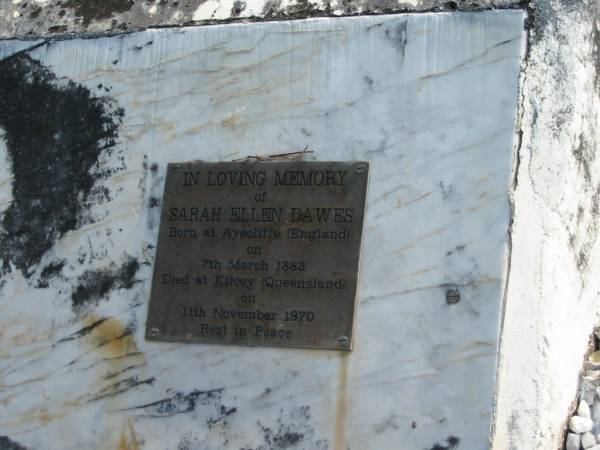 IN LOVING MEMORY
of
SARAH ELLEN DAWES
Born at Ayecliffe (England)
on
7th March 1883
Died at Kilcoy (Queensland)
on
11th November 1970
Rest in Peace